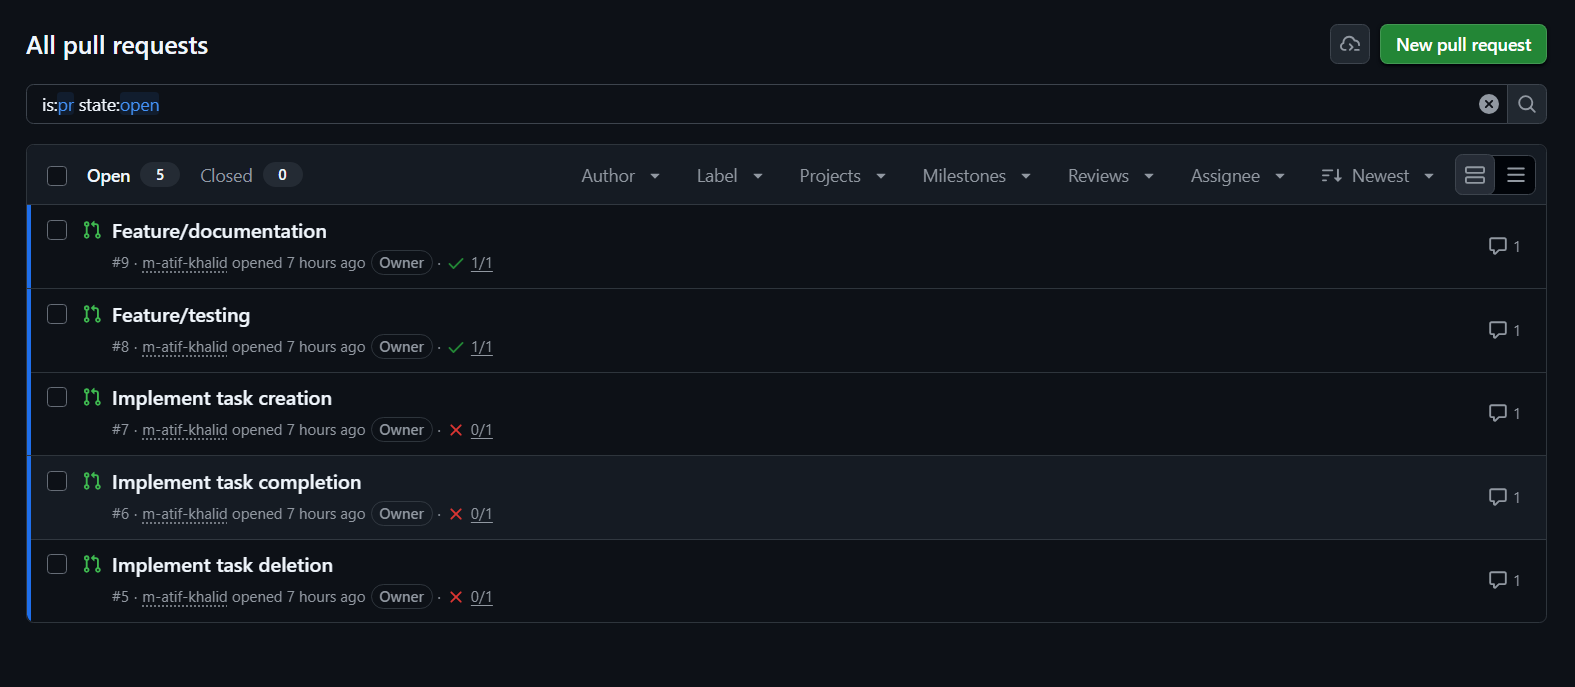 All pull requests
New pull request
is:pr state:open
Open 5 Closed 0 Author Label Projects Milestones Reviews Assignee Newest
Feature/documentation
#9 · m-atif-khalid opened 7 hours ago Owner · 1/1
1
Feature/testing
#8 · m-atif-khalid opened 7 hours ago Owner · 1/1
1
Implement task creation
#7 · m-atif-khalid opened 7 hours ago Owner · 0/1
1
Implement task completion
#6 · m-atif-khalid opened 7 hours ago Owner · 0/1
1
Implement task deletion
#5 · m-atif-khalid opened 7 hours ago Owner · 0/1
1